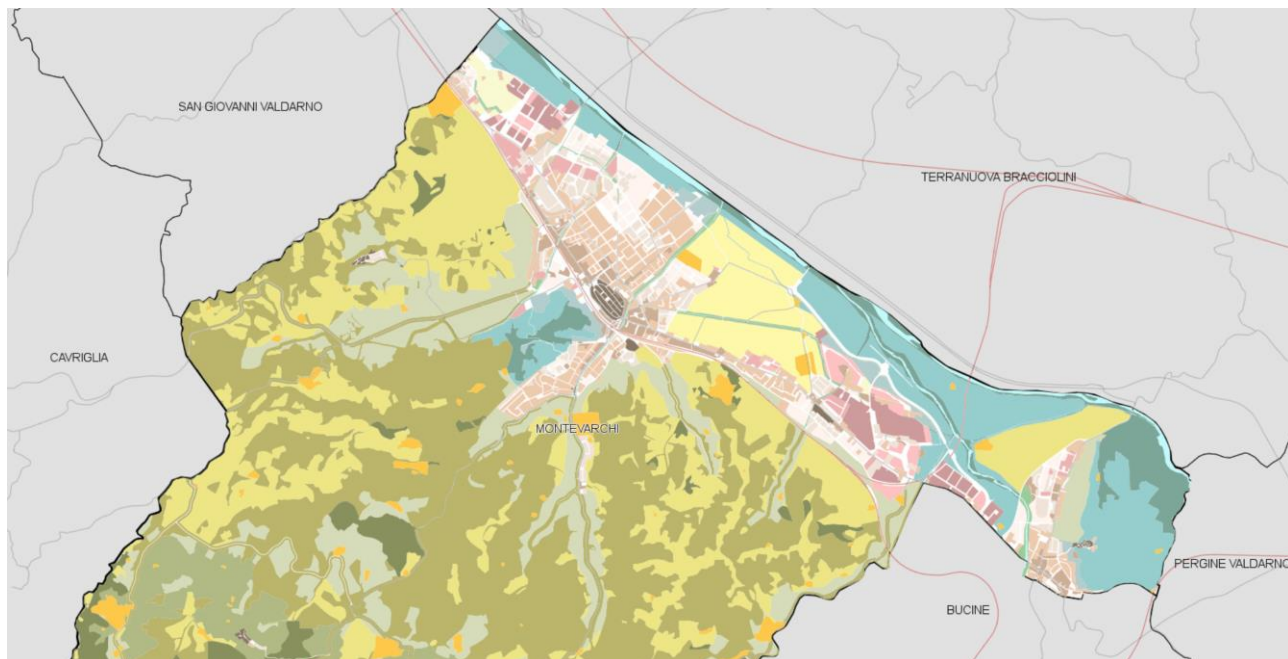 SAN GIOVANNI VALDARNO
TERRANUOVA BRACCIOLINI
CAVRIGLIA
MONTEVARCHI
PERGINE VALDARNO
BUCINE